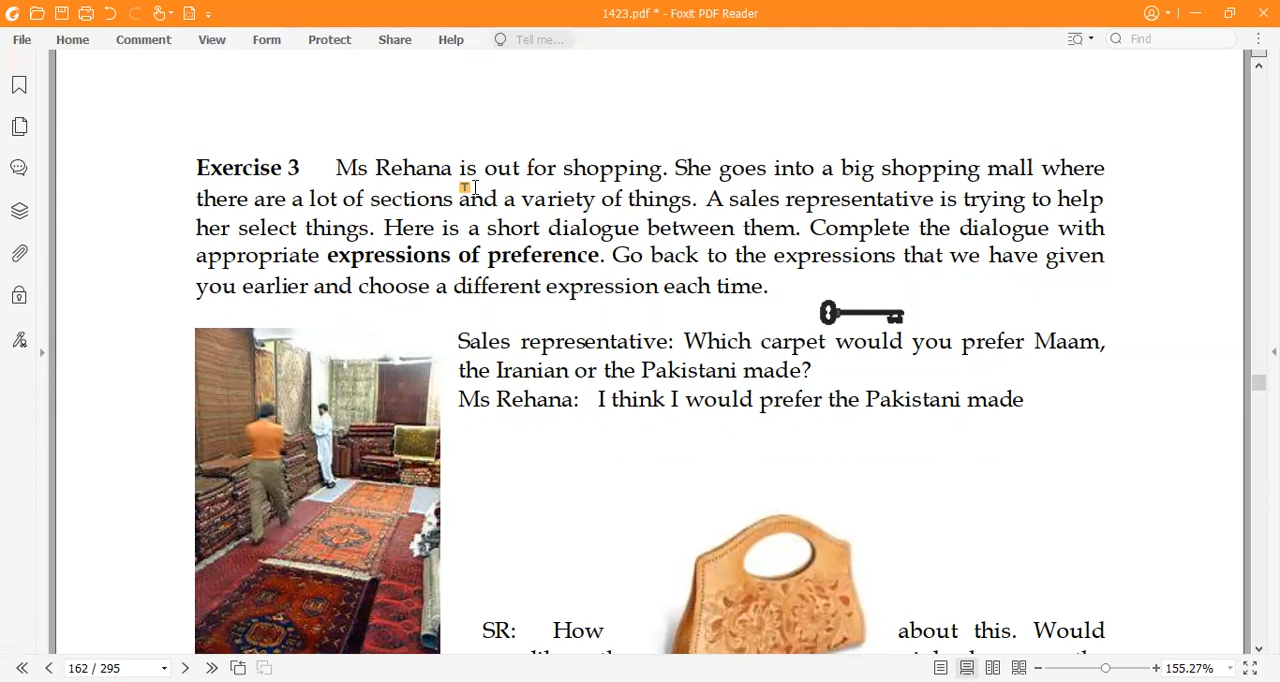 1423.pdf * - Foxit PDF Reader
File Home Comment View Form Protect Share Help Tell me... Find
Exercise 3 Ms Rehana is out for shopping. She goes into a big shopping mall where
there are a lot of sections and a variety of things. A sales representative is trying to help
her select things. Here is a short dialogue between them. Complete the dialogue with
appropriate expressions of preference. Go back to the expressions that we have given
you earlier and choose a different expression each time.
Sales representative: Which carpet would you prefer Maam,
the Iranian or the Pakistani made?
Ms Rehana: I think I would prefer the Pakistani made
SR: How about this. Would
162 / 295 155.27%